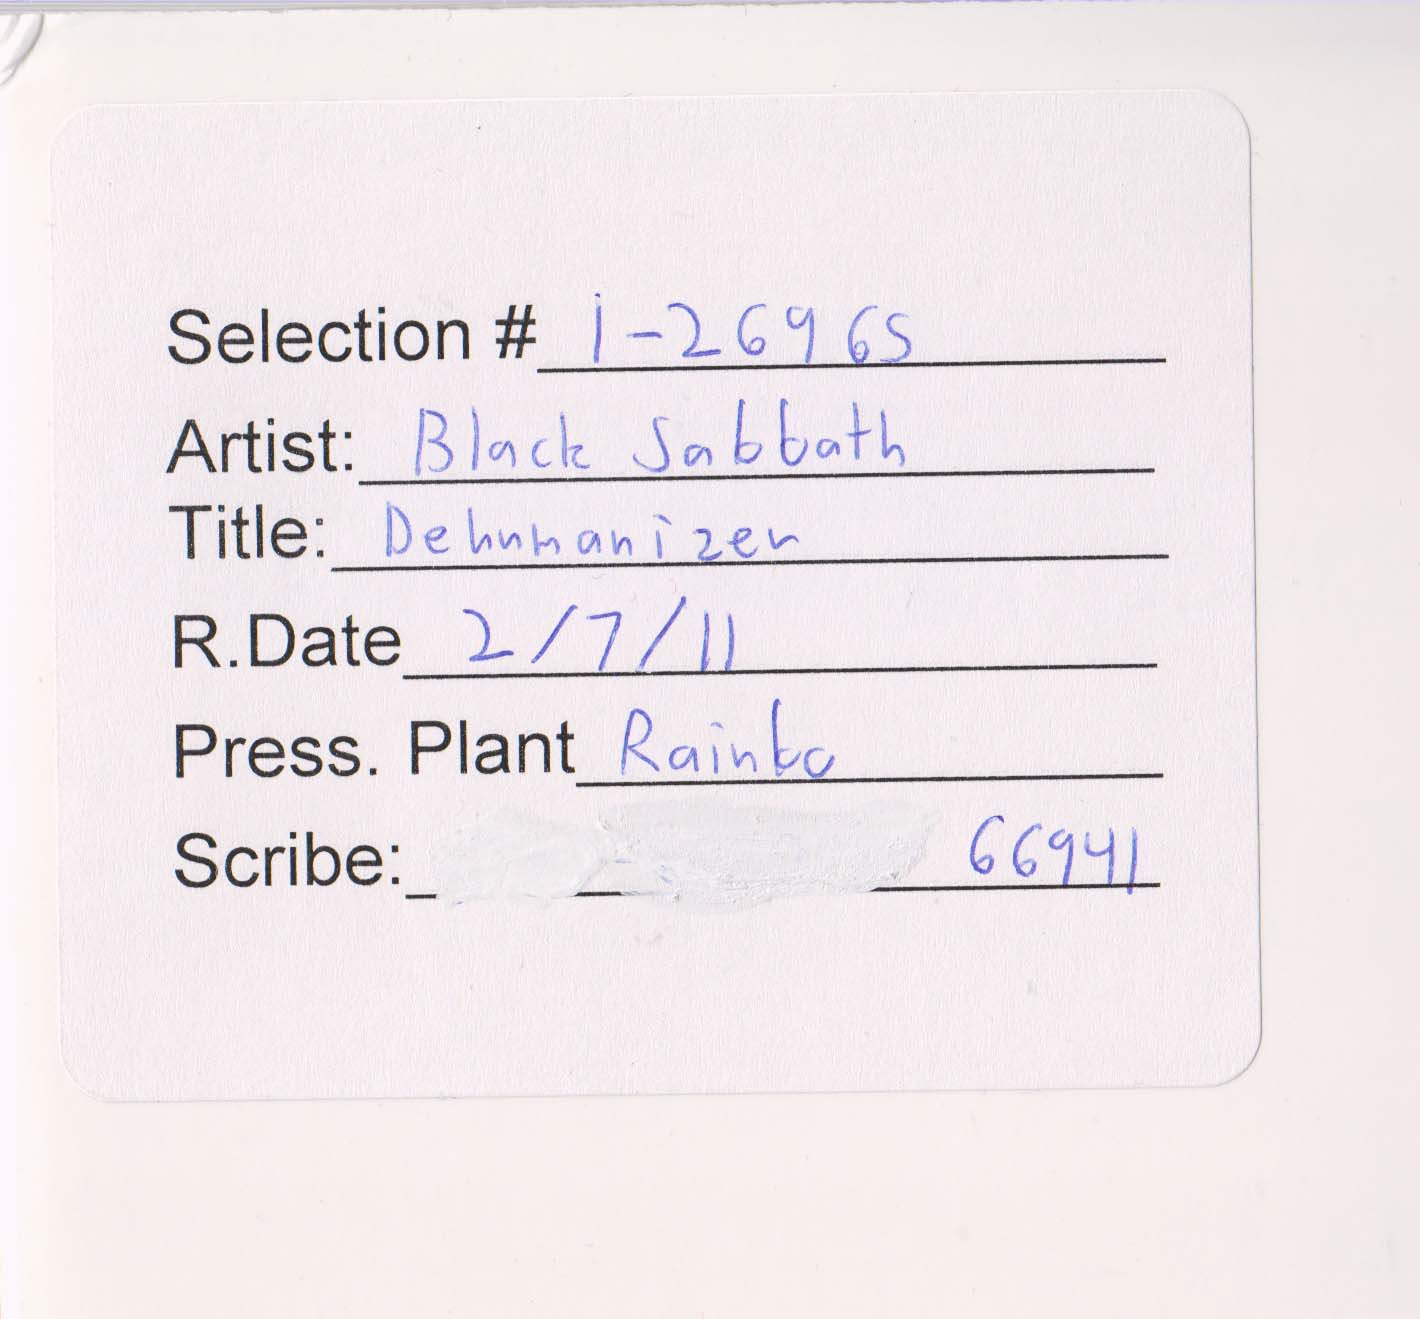 Selection # 1-26965
Artist: Black Sabbath
Title: Dehumanizer
R.Date 2/7/11
Press. Plant Rainbo
Scribe: 66941